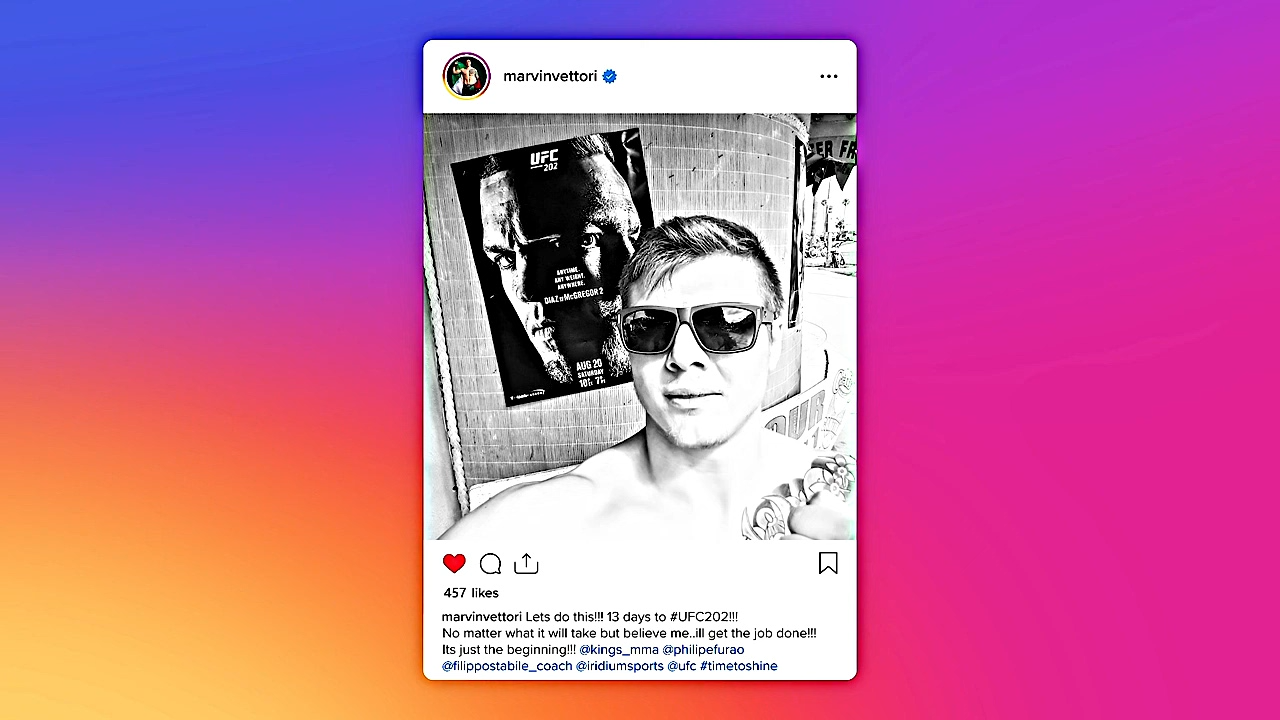 marvinvettori
UFC
202
ANYTIME.
ANY WEIGHT.
ANYWHERE.
DIAZ vs McGREGOR 2
AUG 20
SATURDAY
10ET 7PT
457 likes
marvinvettori Lets do this!!! 13 days to #UFC202!!!
No matter what it will take but believe me..ill get the job done!!!
Its just the beginning!!! @kings_mma @philipefurao
@filippostabile_coach @iridiumsports @ufc #timetoshine